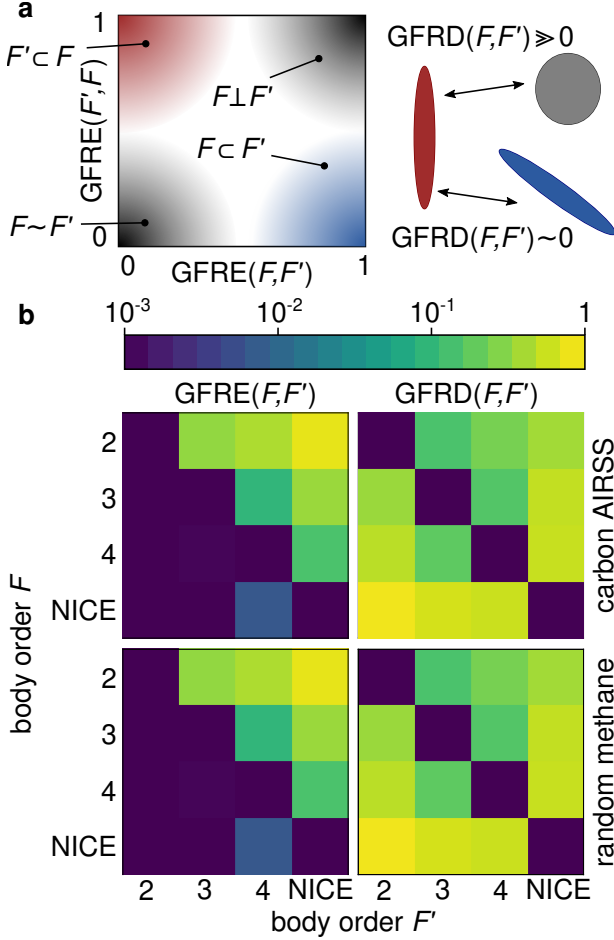 a
1
GFRE(F',F)
0
F'⊂ F
F⊥F'
F⊂ F'
F~F'
0
1
GFRE(F,F')
GFRD(F,F')⋙0
GFRD(F,F')~0
b
10⁻³
10⁻²
10⁻¹
1
GFRE(F,F')
GFRD(F,F')
2
3
4
NICE
carbon AIRSS
body order F
2
3
4
NICE
random methane
2
3
4
NICE
2
3
4
NICE
body order F'